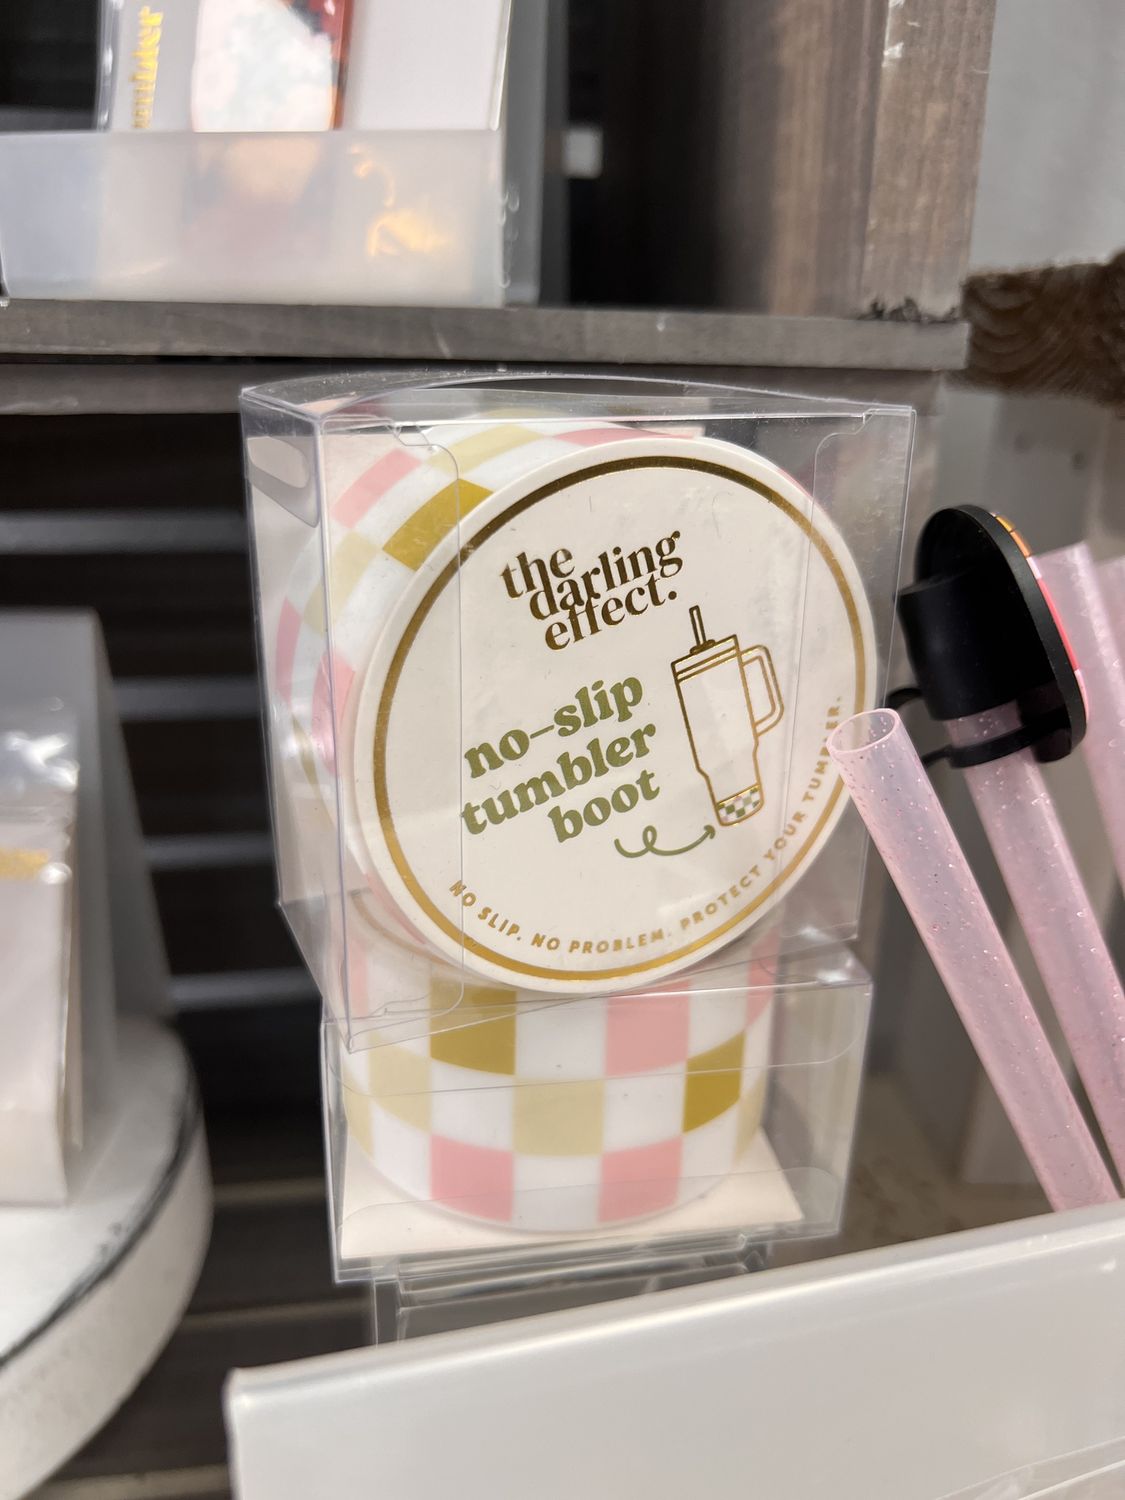 the
darling
effect.
no-slip
tumbler
boot
NO SLIP. NO PROBLEM. PROTECT YOUR TUMBLER.